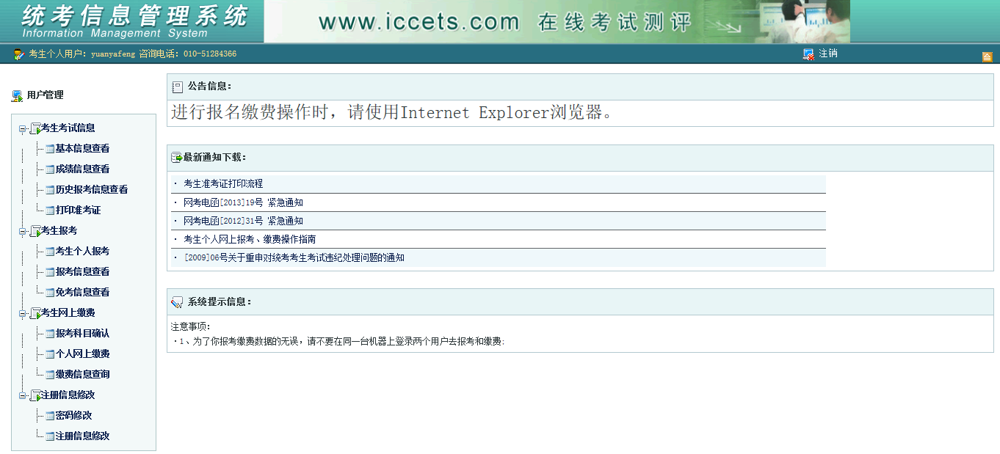 统考信息管理系统
Information Management System
www.iccets.com 在线考试测评
考生个人用户: yuanyafeng 咨询电话: 010-51284366
注销
用户管理
考生考试信息
基本信息查看
成绩信息查看
历史报考信息查看
打印准考证
考生报考
考生个人报考
报考信息查看
免考信息查看
考生网上缴费
报考科目确认
个人网上缴费
缴费信息查询
注册信息修改
密码修改
注册信息修改
公告信息:
进行报名缴费操作时，请使用Internet Explorer浏览器。
最新通知下载:
· 考生准考证打印流程
· 网考电函[2013]19号 紧急通知
· 网考电函[2012]31号 紧急通知
· 考生个人网上报考、缴费操作指南
· [2009]06号关于重申对统考考生考试违纪处理问题的通知
系统提示信息:
注意事项:
·1、为了你报考缴费数据的无误，请不要在同一台机器上登录两个用户去报考和缴费;